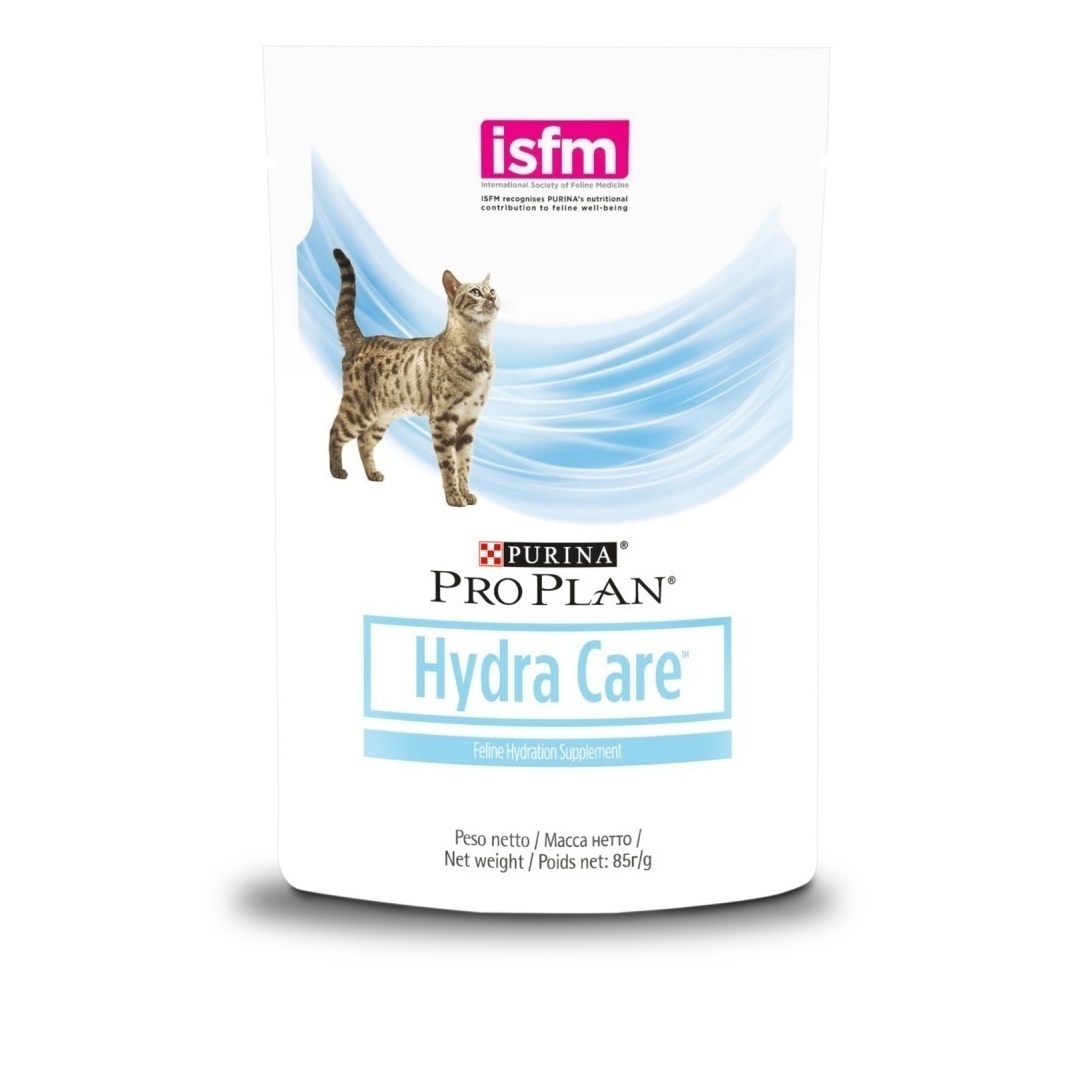 isfm
International Society of Feline Medicine
ISFM recognises PURINA's nutritional
contribution to feline well-being
PURINA®
PRO PLAN®
Hydra Care™
Feline Hydration Supplement
Peso netto / Масса нетто /
Net weight / Poids net: 85г/g